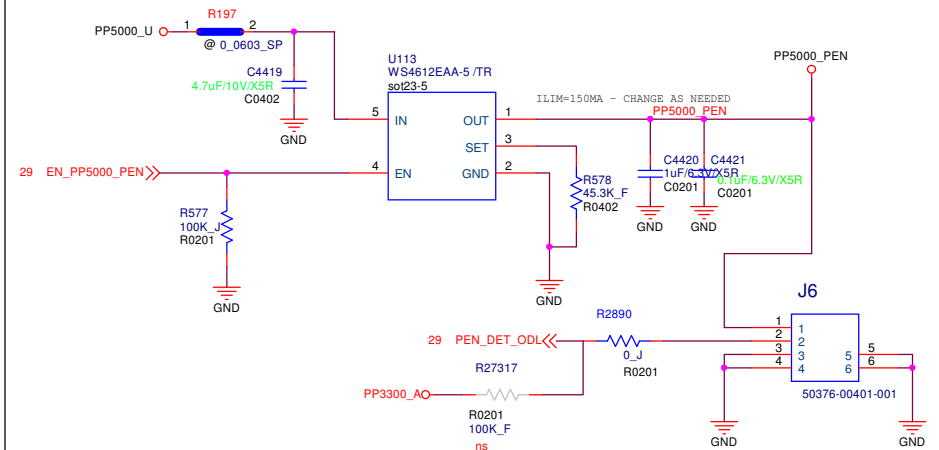 R197
PP5000_U
1
2
@ 0_0603_SP
C4419
4.7uF/10V/X5R
C0402
GND
U113
WS4612EAA-5 /TR
sot23-5
5
IN
OUT
1
SET
3
4
EN
GND
2
ILIM=150MA - CHANGE AS NEEDED
PP5000_PEN
PP5000_PEN
29 EN_PP5000_PEN
R577
100K_J
R0201
GND
R578
45.3K_F
R0402
GND
C4420
1uF/6.3V/X5R
C0201
GND
C4421
0.1uF/6.3V/X5R
C0201
GND
J6
1
2
3
4
1
2
3
4
5
6
5
6
50376-00401-001
GND
GND
R2890
29 PEN_DET_ODL
0_J
R0201
R27317
PP3300_A
R0201
100K_F
ns